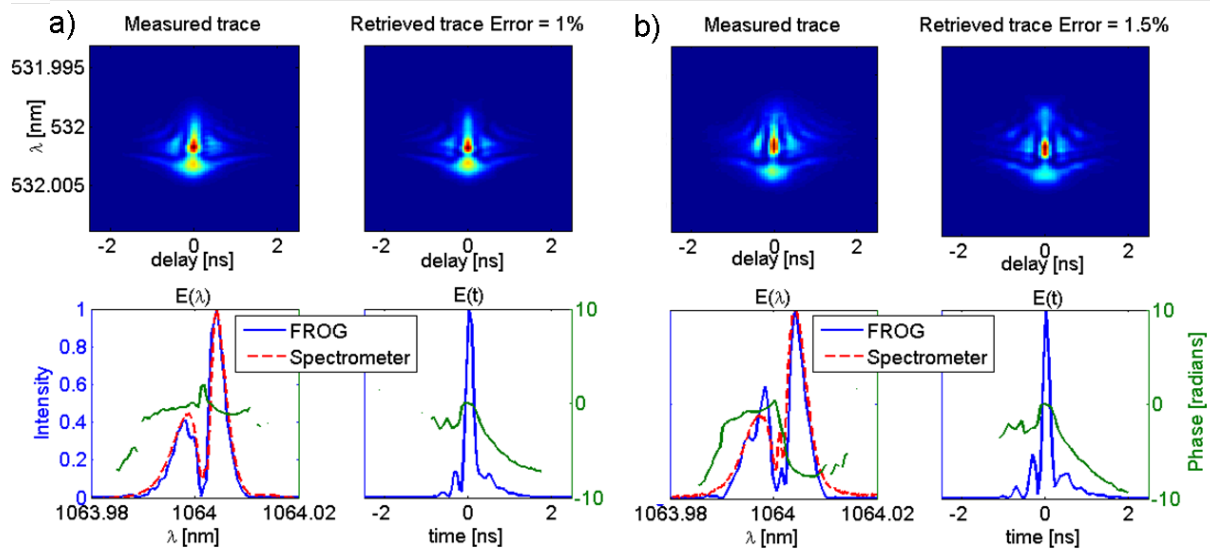 a)
Measured trace
Retrieved trace Error = 1%
b)
Measured trace
Retrieved trace Error = 1.5%
531.995
532
532.005
λ [nm]
-2 0 2
delay [ns]
-2 0 2
delay [ns]
-2 0 2
delay [ns]
-2 0 2
delay [ns]
E(λ)
E(t)
E(λ)
E(t)
FROG
Spectrometer
FROG
Spectrometer
Intensity
1
0.8
0.6
0.4
0.2
0
10
0
-10
10
0
-10
Phase [radians]
1063.98 1064 1064.02
λ [nm]
-2 0 2
time [ns]
1063.98 1064 1064.02
λ [nm]
-2 0 2
time [ns]